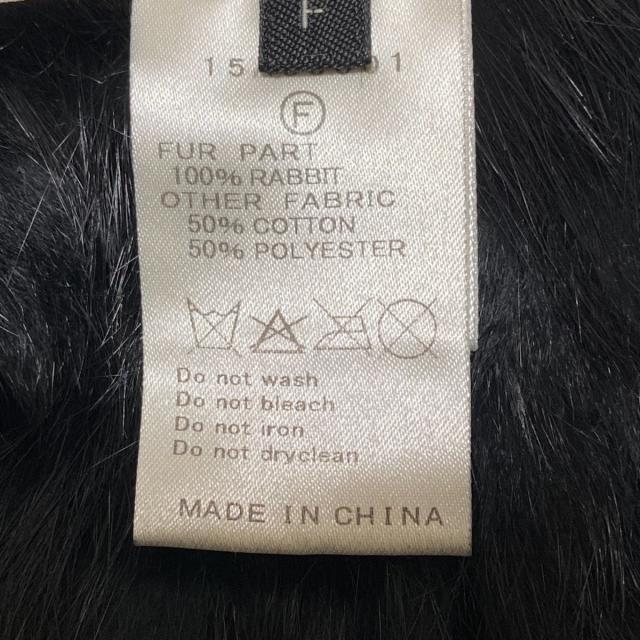 F
F
FUR PART
100% RABBIT
OTHER FABRIC
50% COTTON
50% POLYESTER
Do not wash
Do not bleach
Do not iron
Do not dryclean
MADE IN CHINA